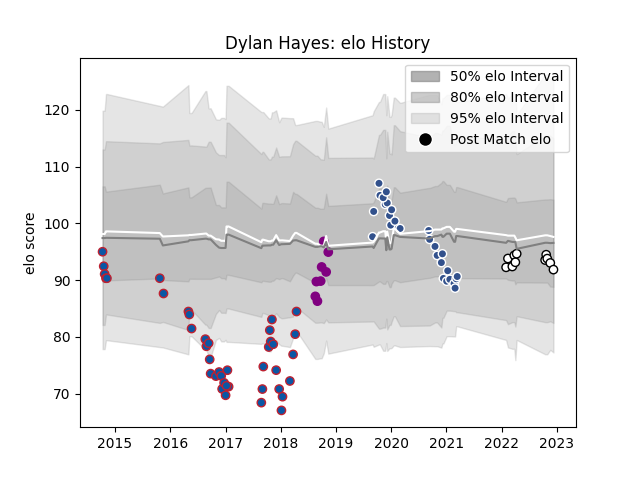 Dylan Hayes: elo History
50% elo Interval
80% elo Interval
95% elo Interval
Post Match elo
elo score
120
110
100
90
80
70
2015 2016 2017 2018 2019 2020 2021 2022 2023